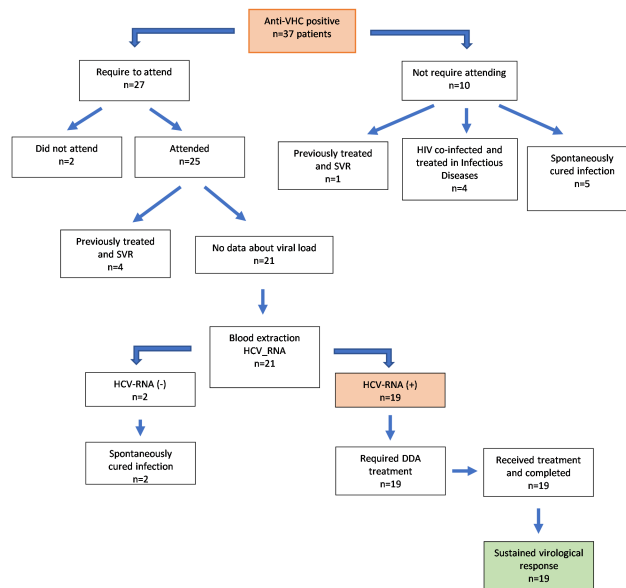 Anti-VHC positive
n=37 patients
Require to attend
n=27
Not require attending
n=10
Did not attend
n=2
Attended
n=25
Previously treated
and SVR
n=1
HIV co-infected and
treated in Infectious
Diseases
n=4
Spontaneously
cured infection
n=5
Previously treated
and SVR
n=4
No data about viral load
n=21
Blood extraction
HCV_RNA
n=21
HCV-RNA (-)
n=2
HCV-RNA (+)
n=19
Spontaneously
cured infection
n=2
Required DDA
treatment
n=19
Received treatment
and completed
n=19
Sustained virological
response
n=19